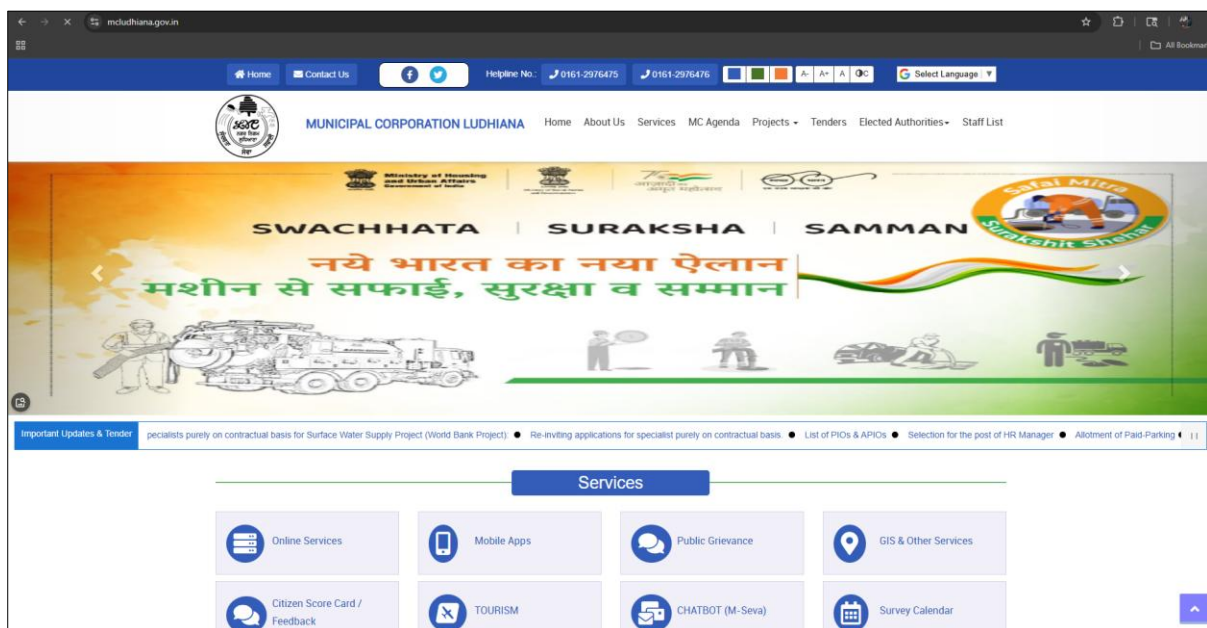 mcludhiana.gov.in
All Bookmar
Home Contact Us Helpline No.: 0161-2976475 0161-2976476 A- A+ A C Select Language ▼
MUNICIPAL CORPORATION LUDHIANA Home About Us Services MC Agenda Projects Tenders Elected Authorities Staff List
Ministry of Housing
and Urban Affairs
Government of India
आज़ादी का
अमृत महोत्सव
SWACHHATA | SURAKSHA | SAMMAN
Safai Mitra
Surakshit Shehar
नये भारत का नया ऐलान
मशीन से सफाई, सुरक्षा व सम्मान
Important Updates & Tender pecialists purely on contractual basis for Surface Water Supply Project (World Bank Project) ● Re-inviting applications for specialist purely on contractual basis. ● List of PIOs & APIOs ● Selection for the post of HR Manager ● Allotment of Paid-Parking
Services
Online Services Mobile Apps Public Grievance GIS & Other Services
Citizen Score Card /
Feedback
TOURISM CHATBOT (M-Seva) Survey Calendar